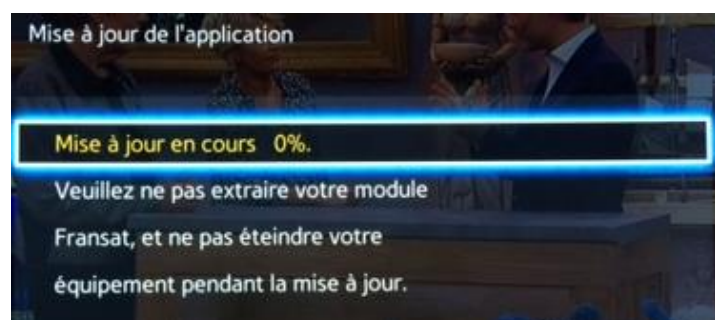 Mise à jour de l'application
Mise à jour en cours 0%.
Veuillez ne pas extraire votre module
Fransat, et ne pas éteindre votre
équipement pendant la mise à jour.